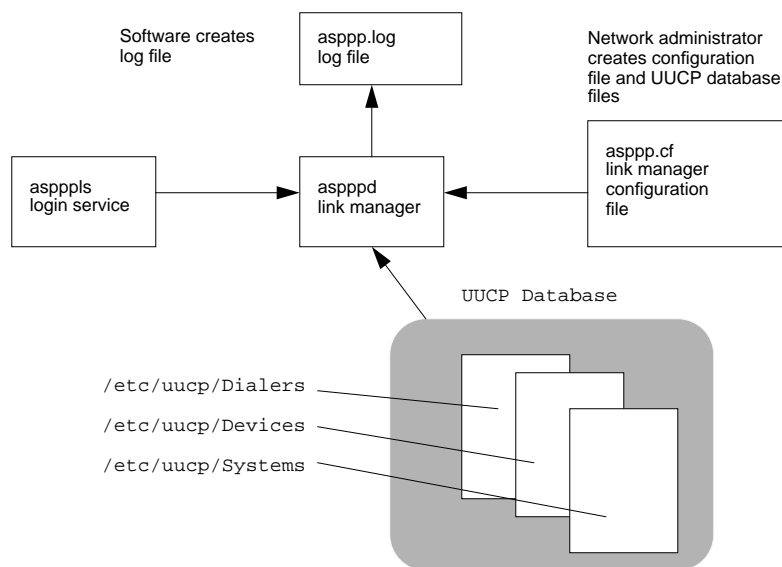 Software creates
log file
asppp.log
log file
Network administrator
creates configuration
file and UUCP database
files
aspppls
login service
aspppd
link manager
asppp.cf
link manager
configuration
file
UUCP Database
/etc/uucp/Dialers
/etc/uucp/Devices
/etc/uucp/Systems